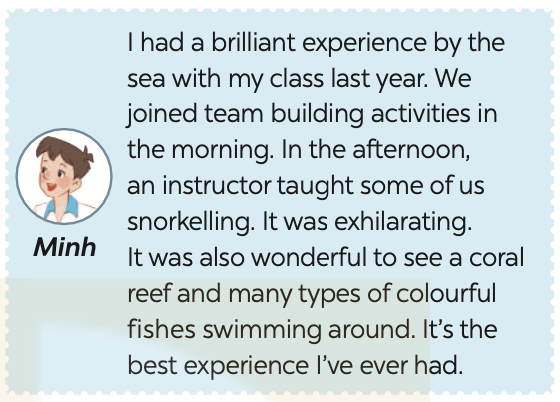 I had a brilliant experience by the
sea with my class last year. We
joined team building activities in
the morning. In the afternoon,
an instructor taught some of us
snorkelling. It was exhilarating.
It was also wonderful to see a coral
reef and many types of colourful
fishes swimming around. It's the
best experience I've ever had.
Minh